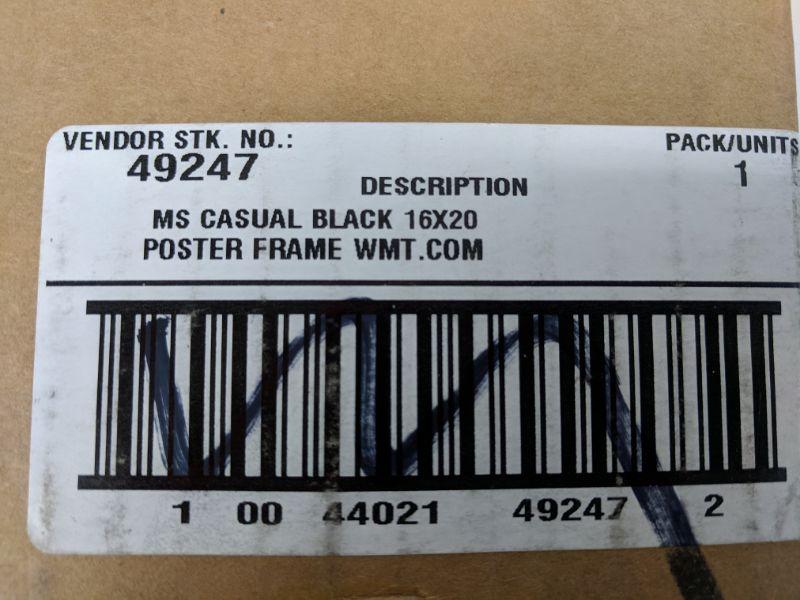 VENDOR STK. NO.: PACK/UNITS
49247 1
DESCRIPTION
MS CASUAL BLACK 16X20
POSTER FRAME WMT.COM
1 00 44021 49247 2